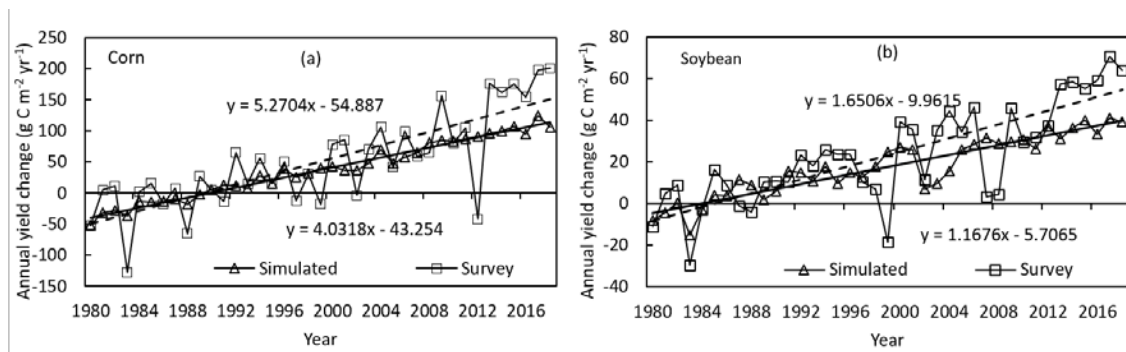 Annual yield change (g C m⁻² yr⁻¹)
250
200
150
100
50
0
-50
-100
-150
Corn
(a)
y = 5.2704x - 54.887
y = 4.0318x - 43.254
Simulated
Survey
1980 1984 1988 1992 1996 2000 2004 2008 2012 2016
Year
Annual yield change (g C m⁻² yr⁻¹)
80
60
40
20
0
-20
-40
Soybean
(b)
y = 1.6506x - 9.9615
y = 1.1676x - 5.7065
Simulated
Survey
1980 1984 1988 1992 1996 2000 2004 2008 2012 2016
Year